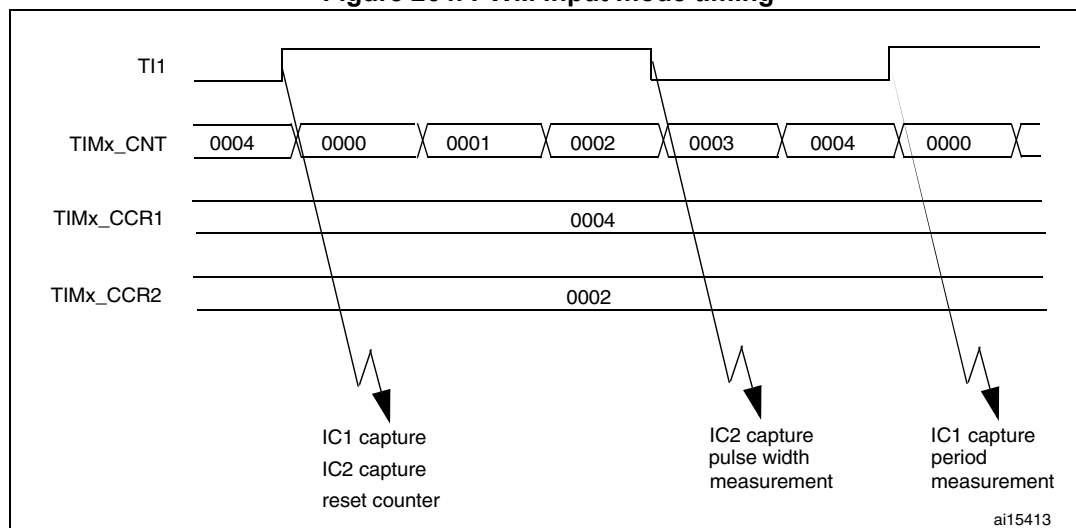 Figure PWM input mode timing
TI1
TIMx_CNT 0004 0000 0001 0002 0003 0004 0000
TIMx_CCR1 0004
TIMx_CCR2 0002
IC1 capture
IC2 capture
reset counter
IC2 capture
pulse width
measurement
IC1 capture
period
measurement
ai15413